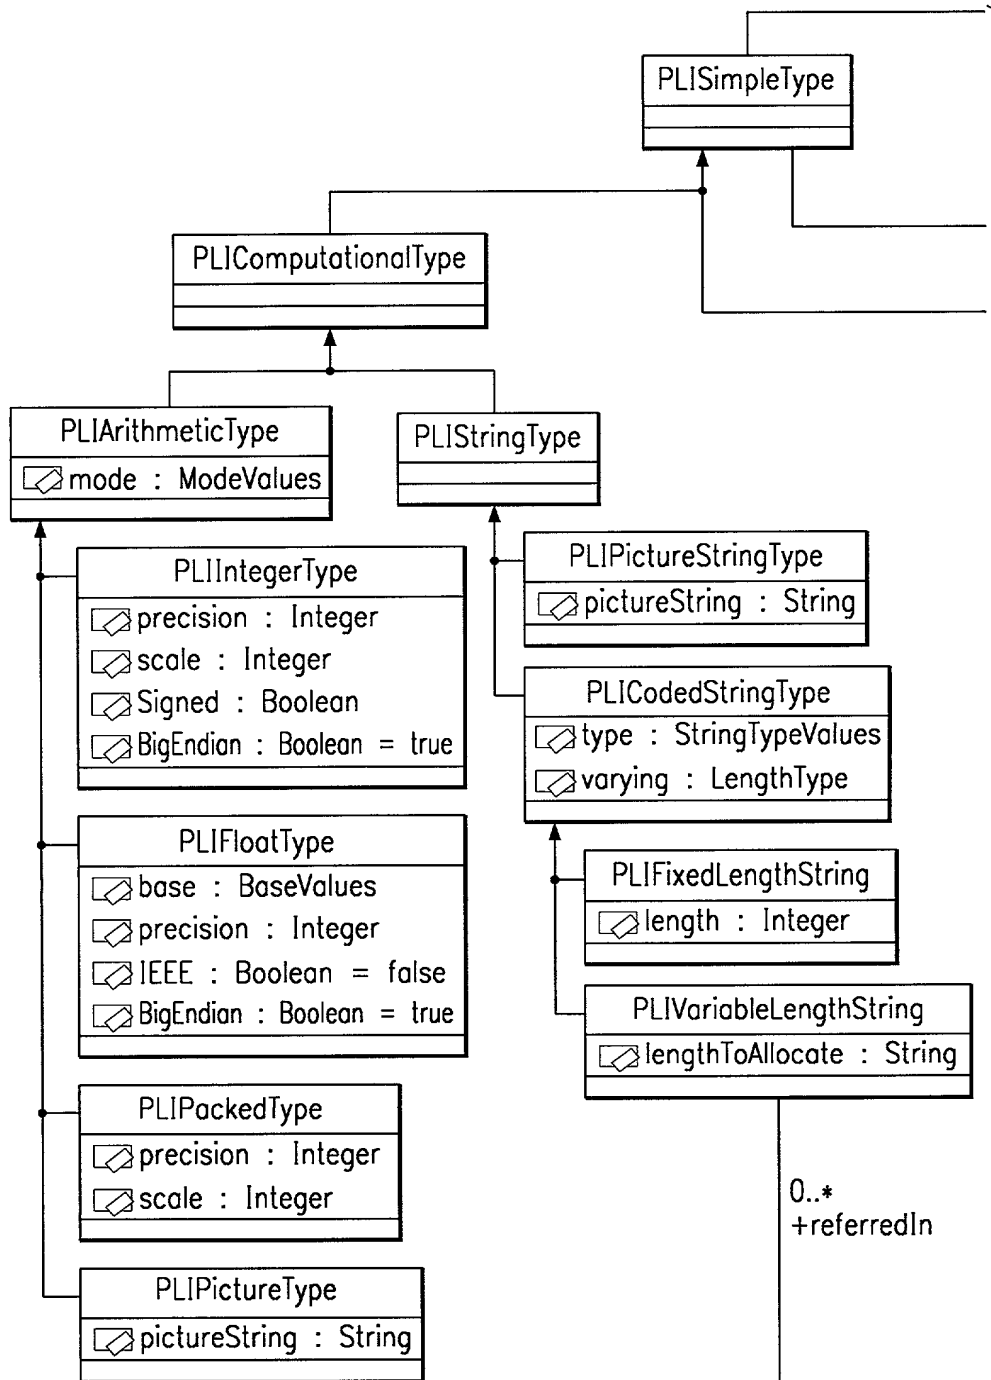 PLISimpleType
PLIComputationalType
PLIArithmeticType
mode : ModeValues
PLIStringType
PLIIntegerType
precision : Integer
scale : Integer
Signed : Boolean
BigEndian : Boolean = true
PLIFloatType
base : BaseValues
precision : Integer
IEEE : Boolean = false
BigEndian : Boolean = true
PLIPackedType
precision : Integer
scale : Integer
PLIPictureType
pictureString : String
PLIPictureStringType
pictureString : String
PLICodedStringType
type : StringTypeValues
varying : LengthType
PLIFixedLengthString
length : Integer
PLIVariableLengthString
lengthToAllocate : String
0..*
+referredIn